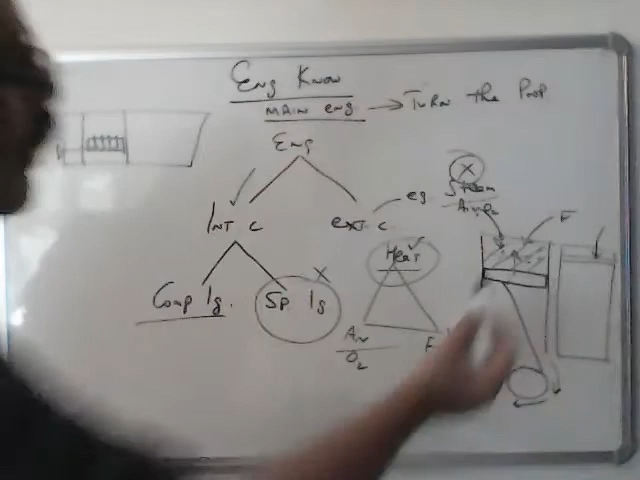 Eng Know
MAIN eng → TURN the Prop
Eng
INT C
ext. c.
eg
Steam
Comp Ig.
Sp Ig
Heat
Air
O2
F
F